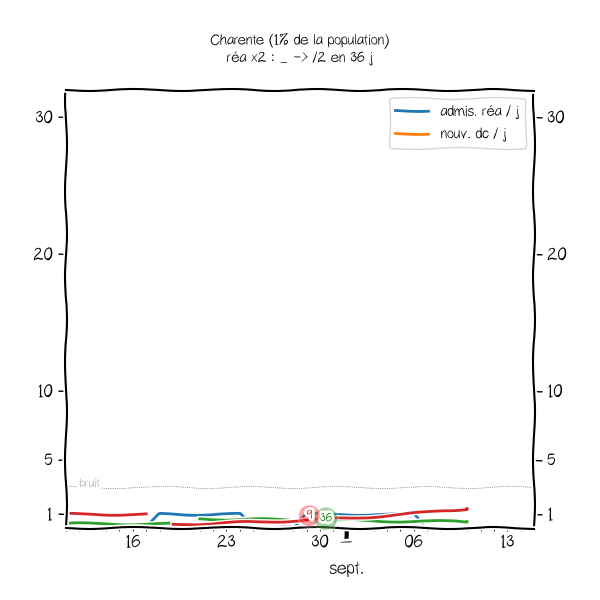 Charente (1% de la population)
réa x2 : _ -> /2 en 36 j
admis. réa / j
nouv. dc / j
30
30
20
20
10
10
5
5
bruit
1
1
9
36
16
23
30
06
13
sept.